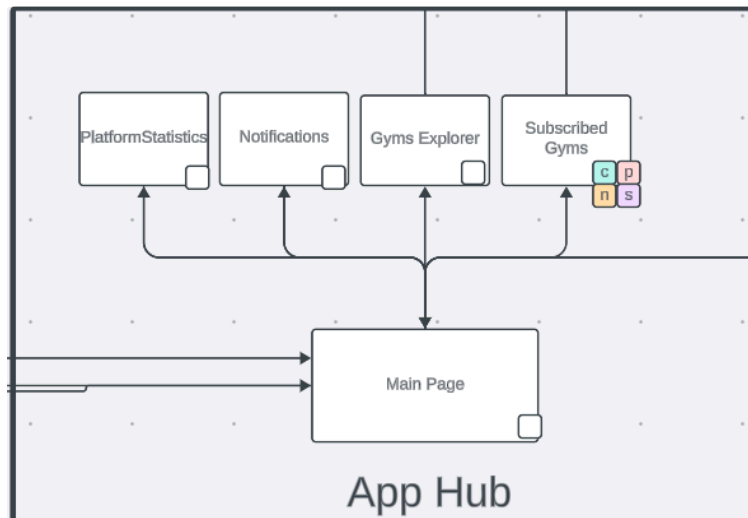 PlatformStatistics
Notifications
Gyms Explorer
Subscribed
Gyms
c p
n s
Main Page
App Hub